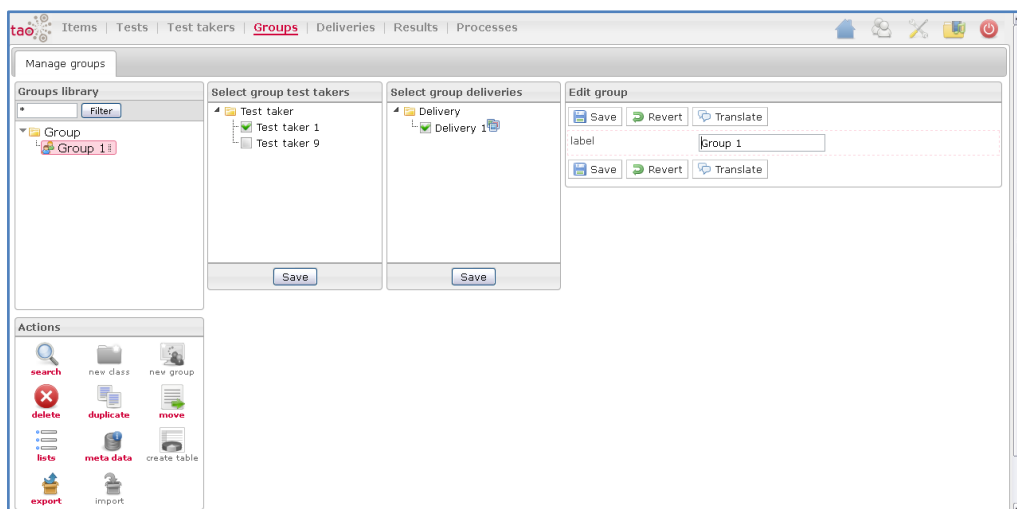 tao Items | Tests | Test takers | Groups | Deliveries | Results | Processes
Manage groups
Groups library
* Filter
Group
Group 1
Select group test takers
Test taker
Test taker 1
Test taker 9
Save
Select group deliveries
Delivery
Delivery 1
Save
Edit group
Save Revert Translate
label Group 1
Save Revert Translate
Actions
search new class new group
delete duplicate move
lists meta data create table
export import